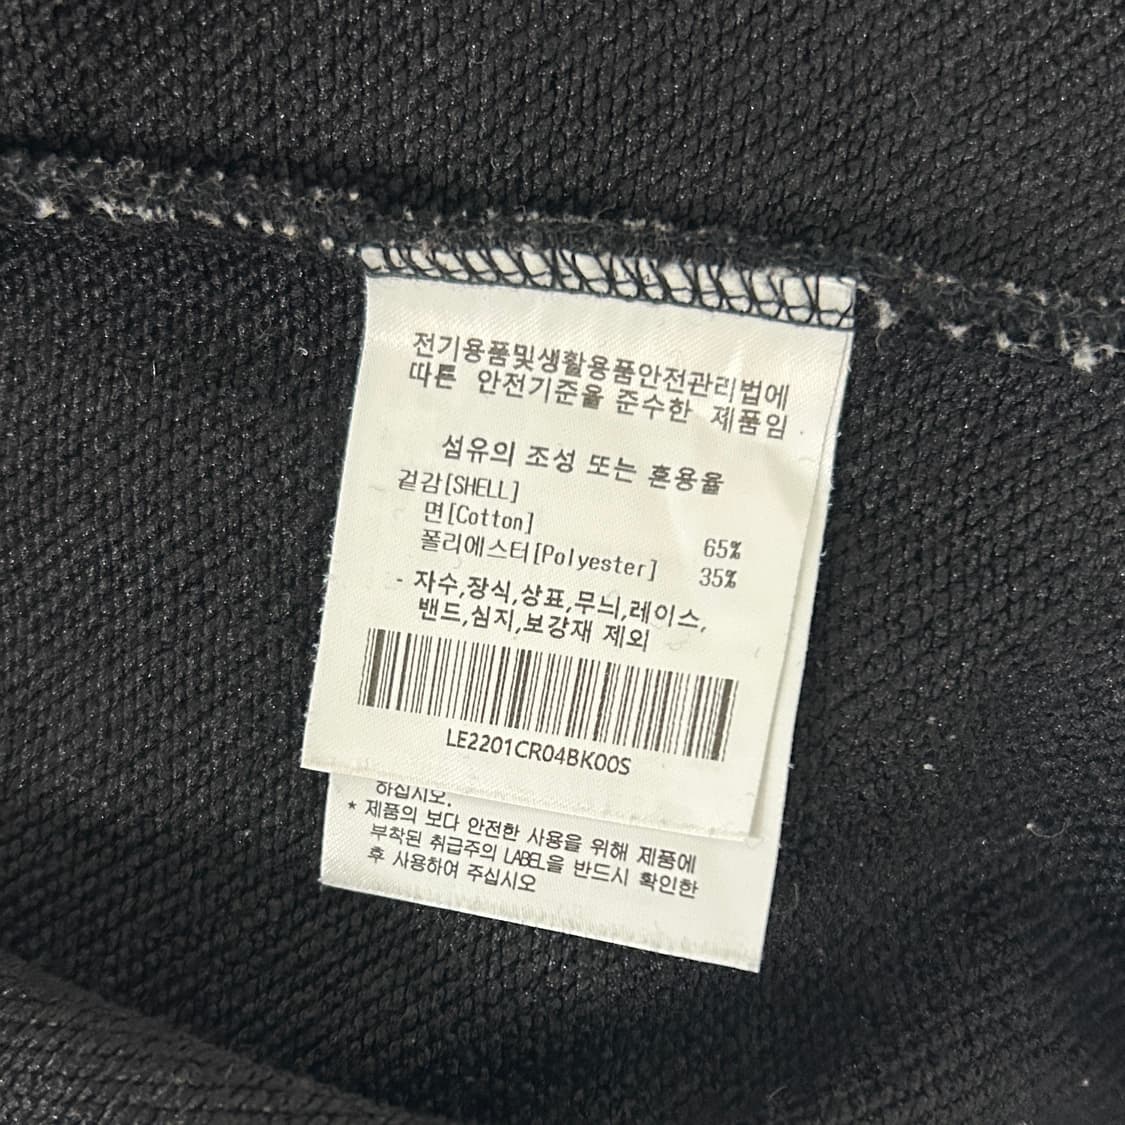 전기용품및생활용품안전관리법에
따른 안전기준을 준수한 제품임.
섬유의 조성 또는 혼용율
겉감[SHELL]
면[Cotton] 65%
폴리에스터[Polyester] 35%
- 자수,장식,상표,무늬,레이스,
밴드,심지,보강재 제외
LE2201CR04BK00S
하십시오.
* 제품의 보다 안전한 사용을 위해 제품에
부착된 취급주의 LABEL을 반드시 확인한
후 사용하여 주십시오